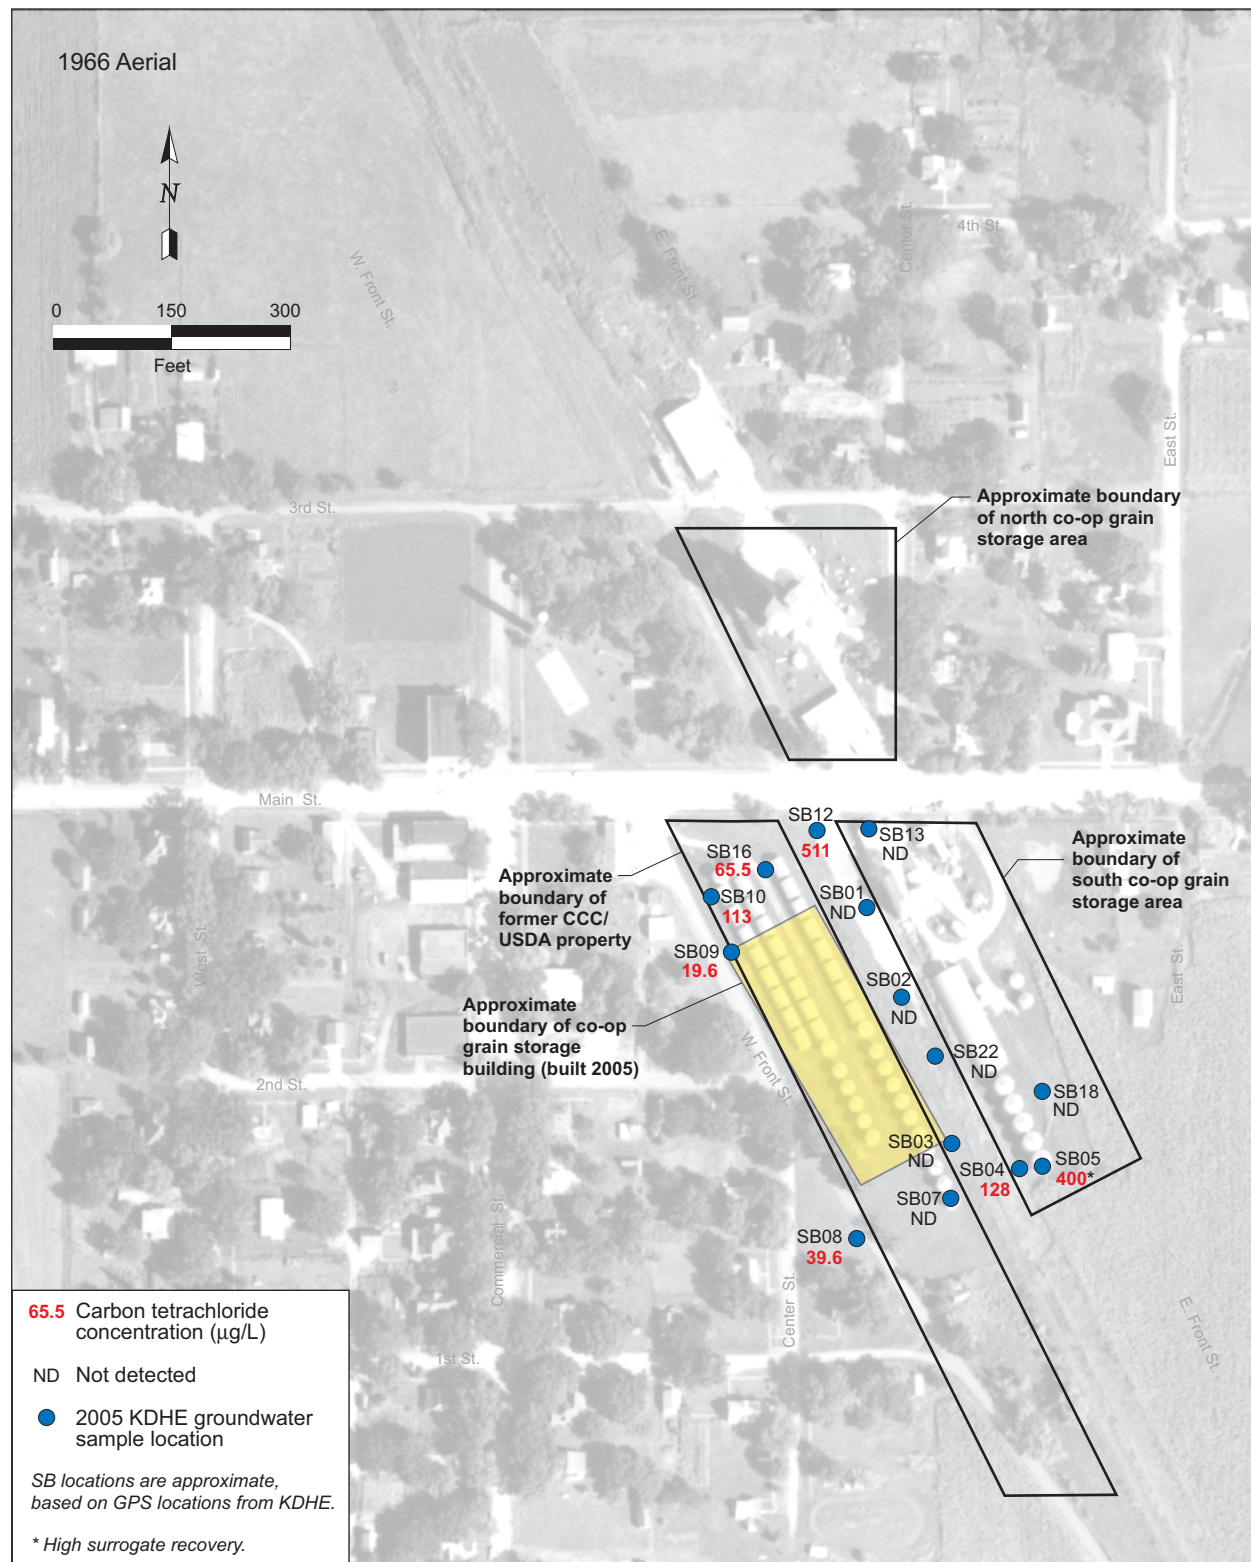 1966 Aerial
N
0 150 300
Feet
W. Front St.
E. Front St.
Center St.
4th St.
East St.
3rd St.
Approximate boundary
of north co-op grain
storage area
Main St.
SB12
511
SB13
ND
SB16
65.5
SB10
113
SB01
ND
Approximate
boundary of
south co-op grain
storage area
Approximate
boundary of
former CCC/
USDA property
SB09
19.6
West St.
East St.
SB02
ND
Approximate
boundary of co-op
grain storage
building (built 2005)
W. Front St.
SB22
ND
2nd St.
SB18
ND
SB03
ND
SB04
128
SB05
400*
SB07
ND
SB08
39.6
Commercial St.
Center St.
E. Front St.
1st St.
65.5 Carbon tetrachloride
concentration (µg/L)
ND Not detected
2005 KDHE groundwater
sample location
SB locations are approximate,
based on GPS locations from KDHE.
* High surrogate recovery.